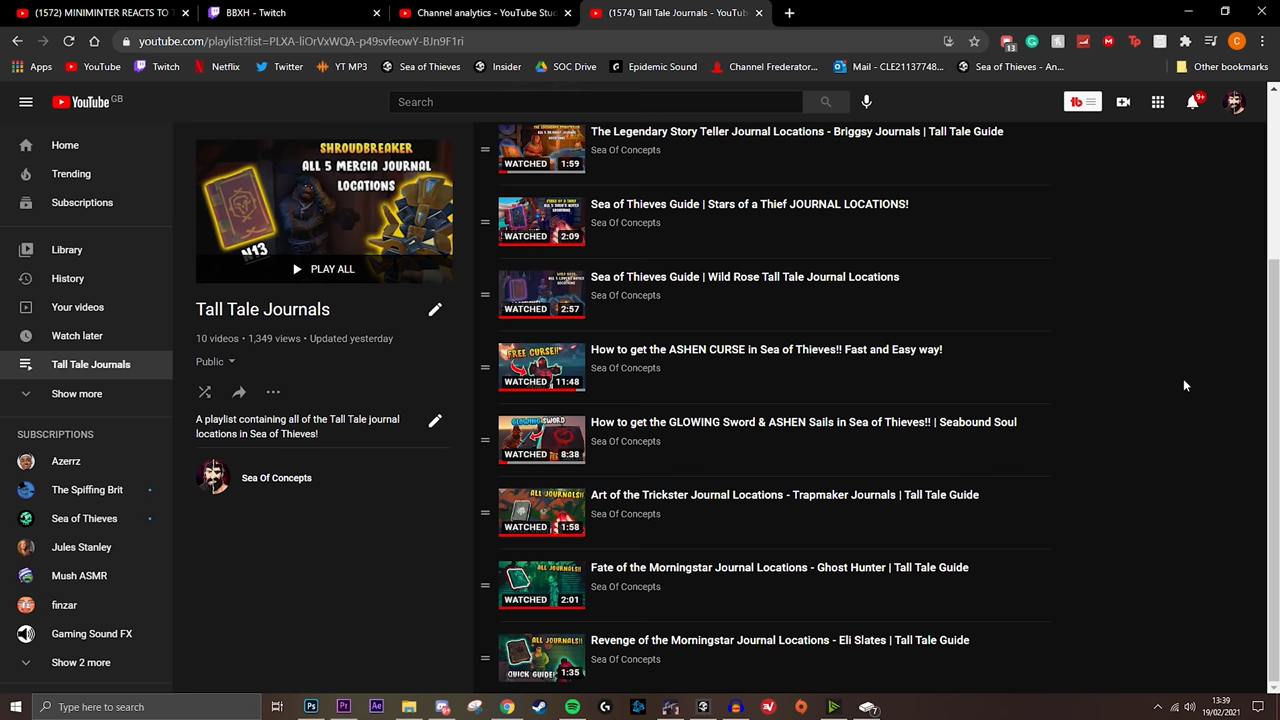 (1572) MINIMINTER REACTS TO T
BBXH - Twitch
Channel analytics - YouTube Stu
(1574) Tall Tale Journals - YouTub
youtube.com/playlist?list=PLXA-liOrVxWQA-p49svfeowY-BJn9F1ri
13
C
Apps
YouTube
Twitch
Netflix
Twitter
YT MP3
Sea of Thieves
Insider
SOC Drive
Epidemic Sound
Channel Frederator...
Mail - CLE21137748...
Sea of Thieves - An...
Other bookmarks
YouTube GB
Search
9+
Home
Trending
Subscriptions
Library
History
Your videos
Watch later
Tall Tale Journals
Show more
SUBSCRIPTIONS
Azerrz
The Spiffing Brit
Sea of Thieves
Jules Stanley
Mush ASMR
finzar
Gaming Sound FX
Show 2 more
SHROUDBREAKER
ALL 5 MERCIA JOURNAL
LOCATIONS
N13
PLAY ALL
Tall Tale Journals
10 videos • 1,349 views • Updated yesterday
Public
A playlist containing all of the Tall Tale journal
locations in Sea of Thieves!
Sea Of Concepts
WATCHED 1:59
The Legendary Story Teller Journal Locations - Briggsy Journals | Tall Tale Guide
Sea Of Concepts
WATCHED 2:09
Sea of Thieves Guide | Stars of a Thief JOURNAL LOCATIONS!
Sea Of Concepts
WATCHED 2:57
Sea of Thieves Guide | Wild Rose Tall Tale Journal Locations
Sea Of Concepts
FREE CURSE!!
WATCHED 11:48
How to get the ASHEN CURSE in Sea of Thieves!! Fast and Easy way!
Sea Of Concepts
GLOWING SWORD
WATCHED 8:38
How to get the GLOWING Sword & ASHEN Sails in Sea of Thieves!! | Seabound Soul
Sea Of Concepts
ALL JOURNALS!!
WATCHED 1:58
Art of the Trickster Journal Locations - Trapmaker Journals | Tall Tale Guide
Sea Of Concepts
ALL JOURNALS!!
WATCHED 2:01
Fate of the Morningstar Journal Locations - Ghost Hunter | Tall Tale Guide
Sea Of Concepts
ALL JOURNALS!!
QUICK GUIDE!
1:35
Revenge of the Morningstar Journal Locations - Eli Slates | Tall Tale Guide
Sea Of Concepts
Type here to search
Ps
Pr
Ae
13:39
19/02/2021